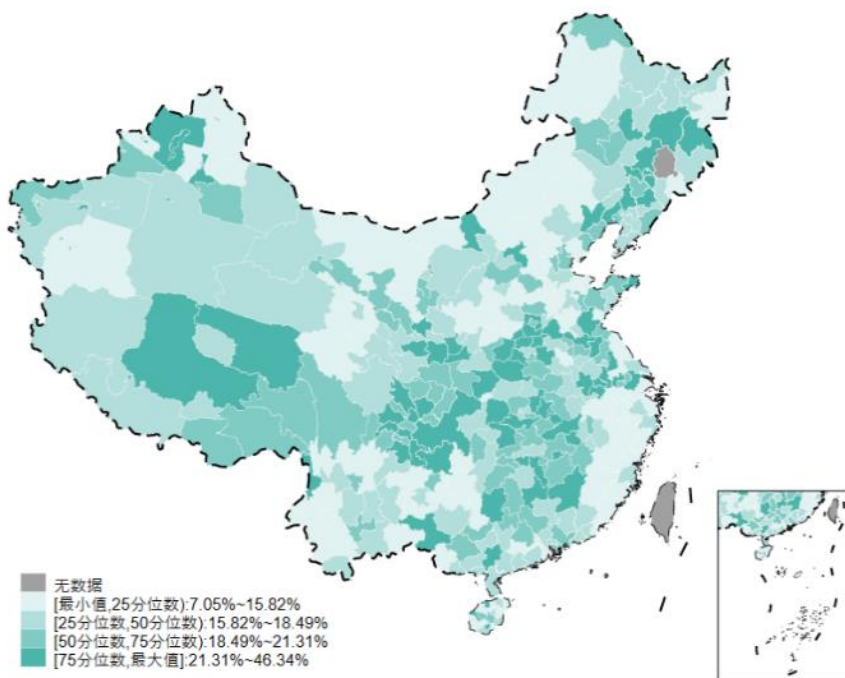 无数据
[最小值,25分位数):7.05%~15.82%
[25分位数,50分位数):15.82%~18.49%
[50分位数,75分位数):18.49%~21.31%
[75分位数,最大值]:21.31%~46.34%